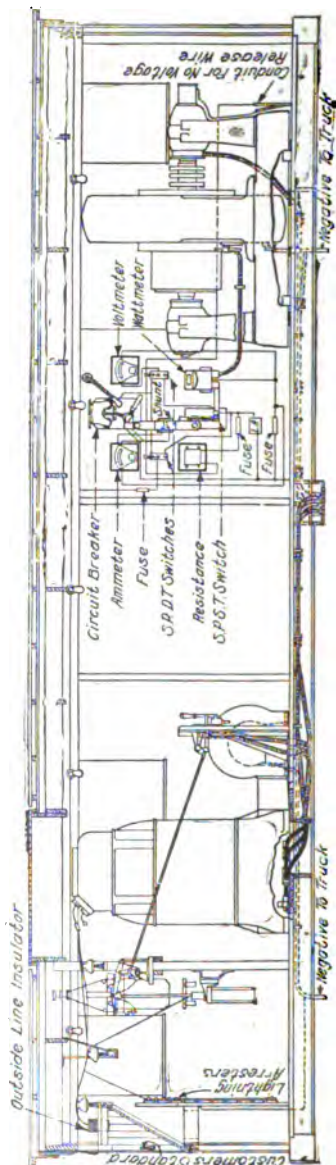 Outside Line Insulator
Customers Standard
Lightning
Arresters
Negative To Truck
Circuit Breaker
Ammeter
Fuse
S.P.D.T. Switches
Resistance
S.P.S.T. Switch
Voltmeter
Wattmeter
Shunt
Fuse
Fuse
Conduit For No Voltage
Release Wire
Negative To Truck